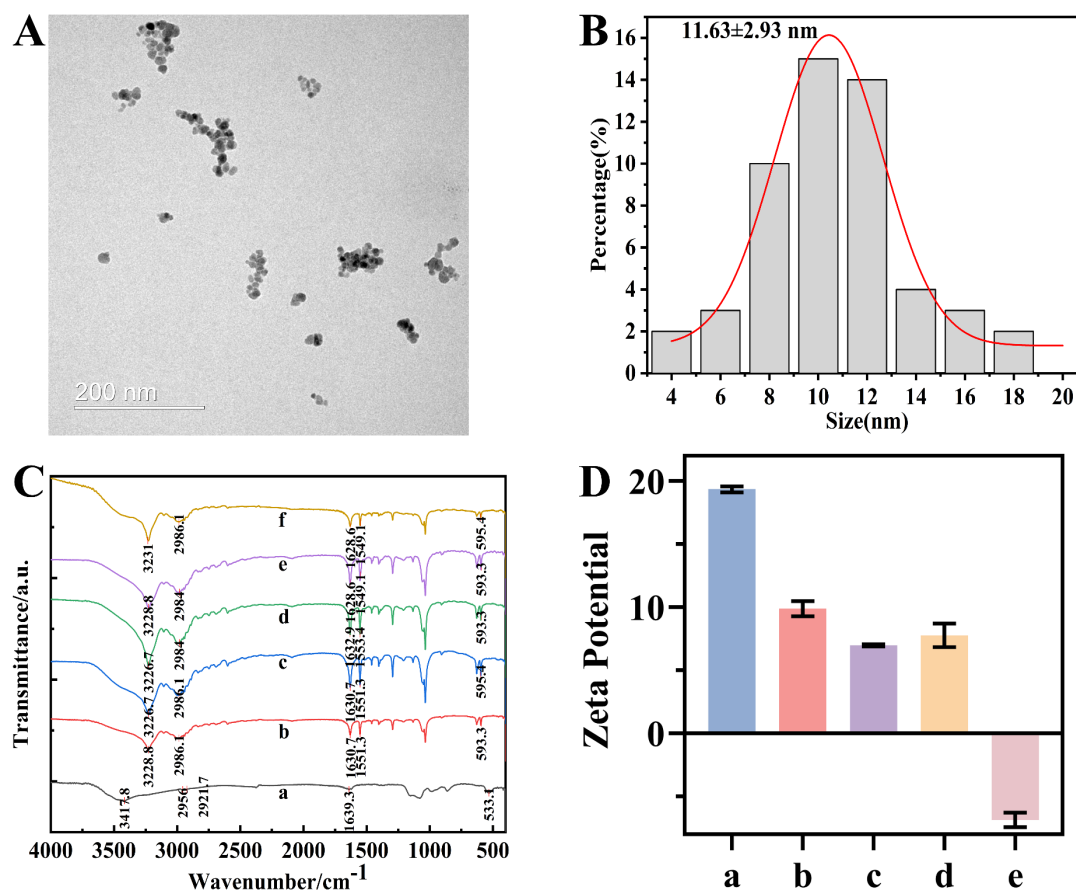 A
200 nm
B
11.63±2.93 nm
Percentage(%)
16
14
12
10
8
6
4
2
0
4 6 8 10 12 14 16 18 20
Size(nm)
C
Transmittance/a.u.
f
3231
2986.1
1628.6
1549.1
595.4
e
3228.8
2984
1628.6
1549.1
593.3
d
3226.7
2984
1632.9
1553.4
593.3
c
3226.7
2986.1
1630.7
1551.3
595.4
b
3228.8
2986.1
1630.7
1551.3
593.3
a
3417.8
2956
2921.7
1639.3
533.1
4000 3500 3000 2500 2000 1500 1000 500
Wavenumber/cm⁻¹
D
Zeta Potential
20
10
0
a b c d e